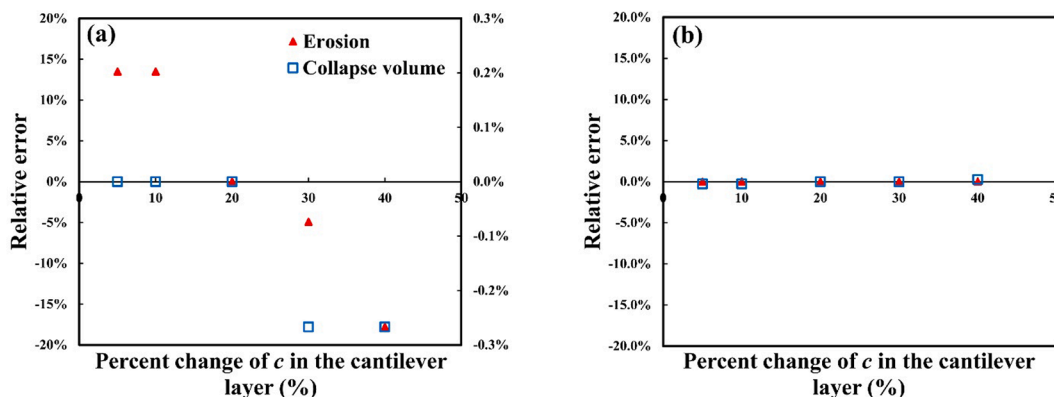 (a)
Erosion
Collapse volume
Relative error
20%
15%
10%
5%
0%
-5%
-10%
-15%
-20%
0.3%
0.2%
0.1%
0.0%
-0.1%
-0.2%
-0.3%
0 10 20 30 40 50
Percent change of c in the cantilever
layer (%)
(b)
Relative error
20.0%
15.0%
10.0%
5.0%
0.0%
-5.0%
-10.0%
-15.0%
-20.0%
0 10 20 30 40
Percent change of c in the cantilever
layer (%)